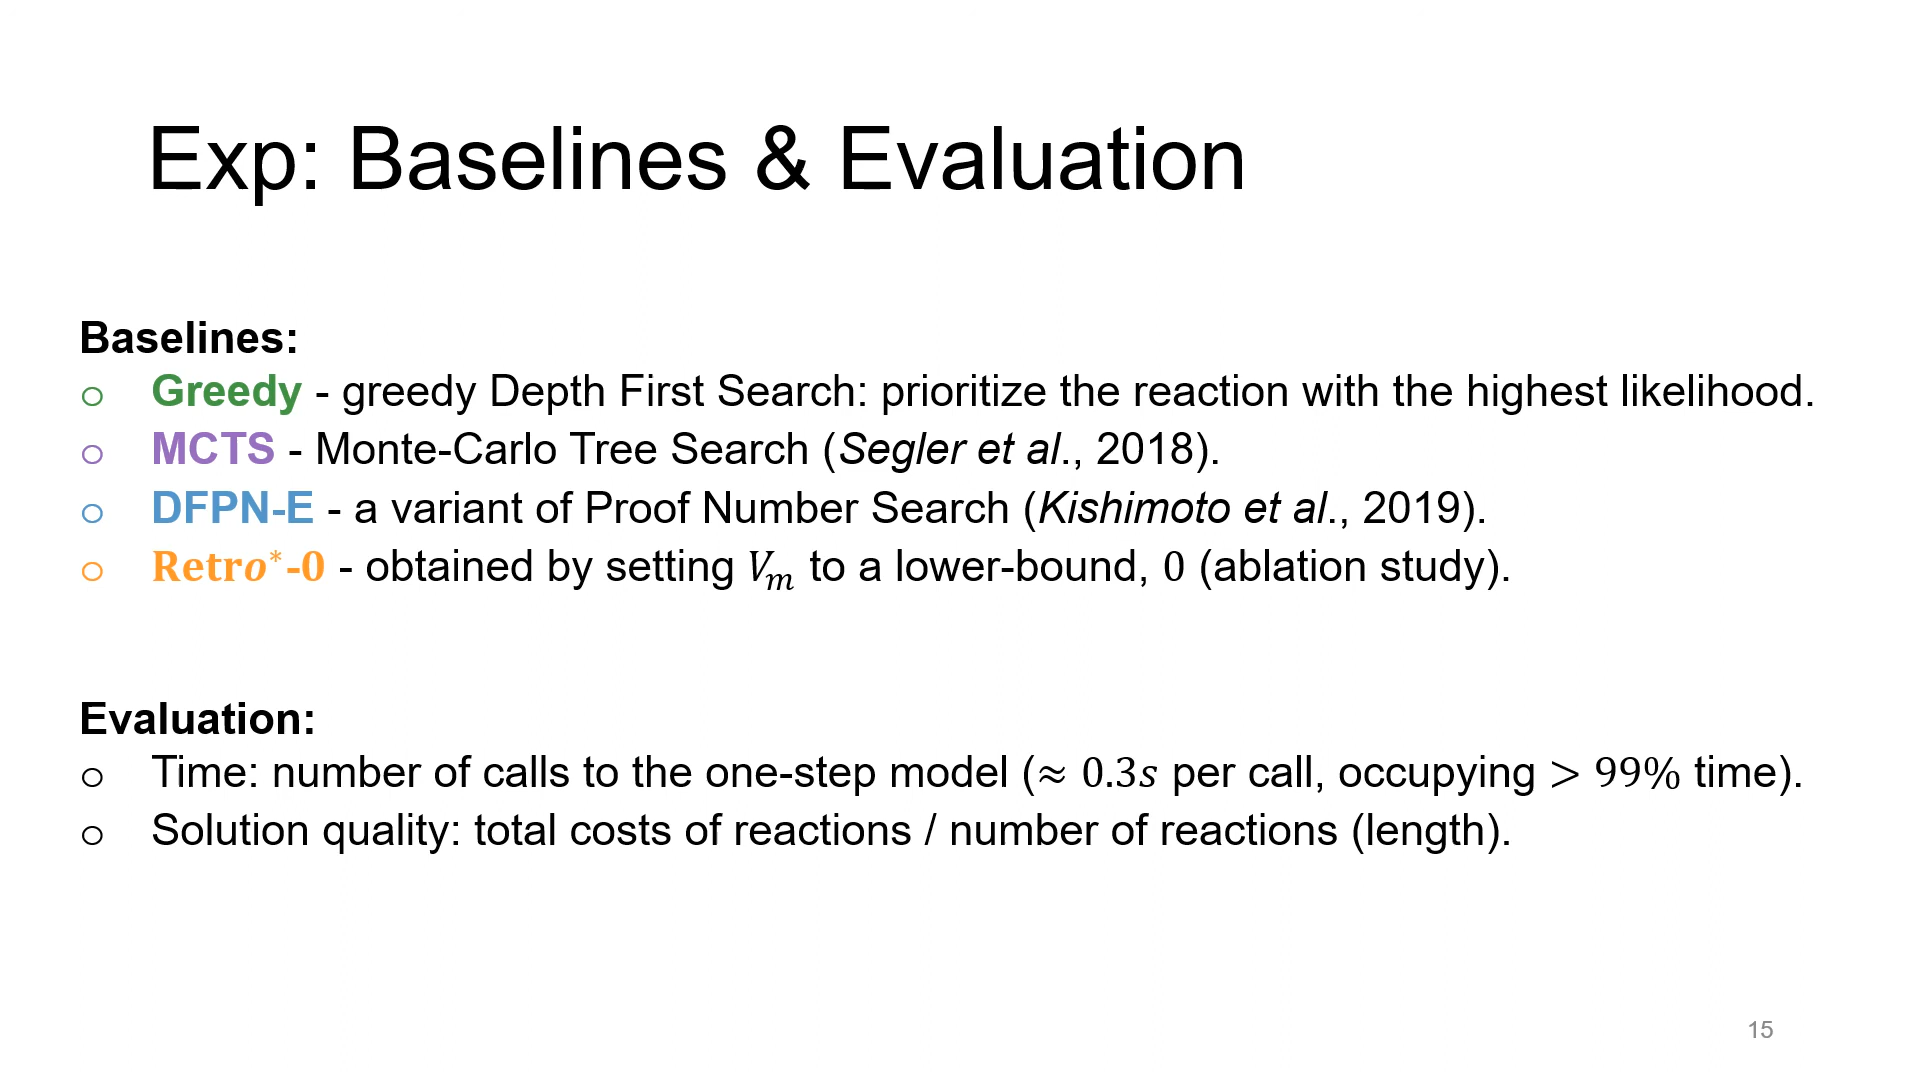 Exp: Baselines & Evaluation
Baselines:
○ Greedy - greedy Depth First Search: prioritize the reaction with the highest likelihood.
○ MCTS - Monte-Carlo Tree Search (Segler et al., 2018).
○ DFPN-E - a variant of Proof Number Search (Kishimoto et al., 2019).
○ Retro*-0 - obtained by setting Vₘ to a lower-bound, 0 (ablation study).
Evaluation:
○ Time: number of calls to the one-step model (≈ 0.3s per call, occupying > 99% time).
○ Solution quality: total costs of reactions / number of reactions (length).
15